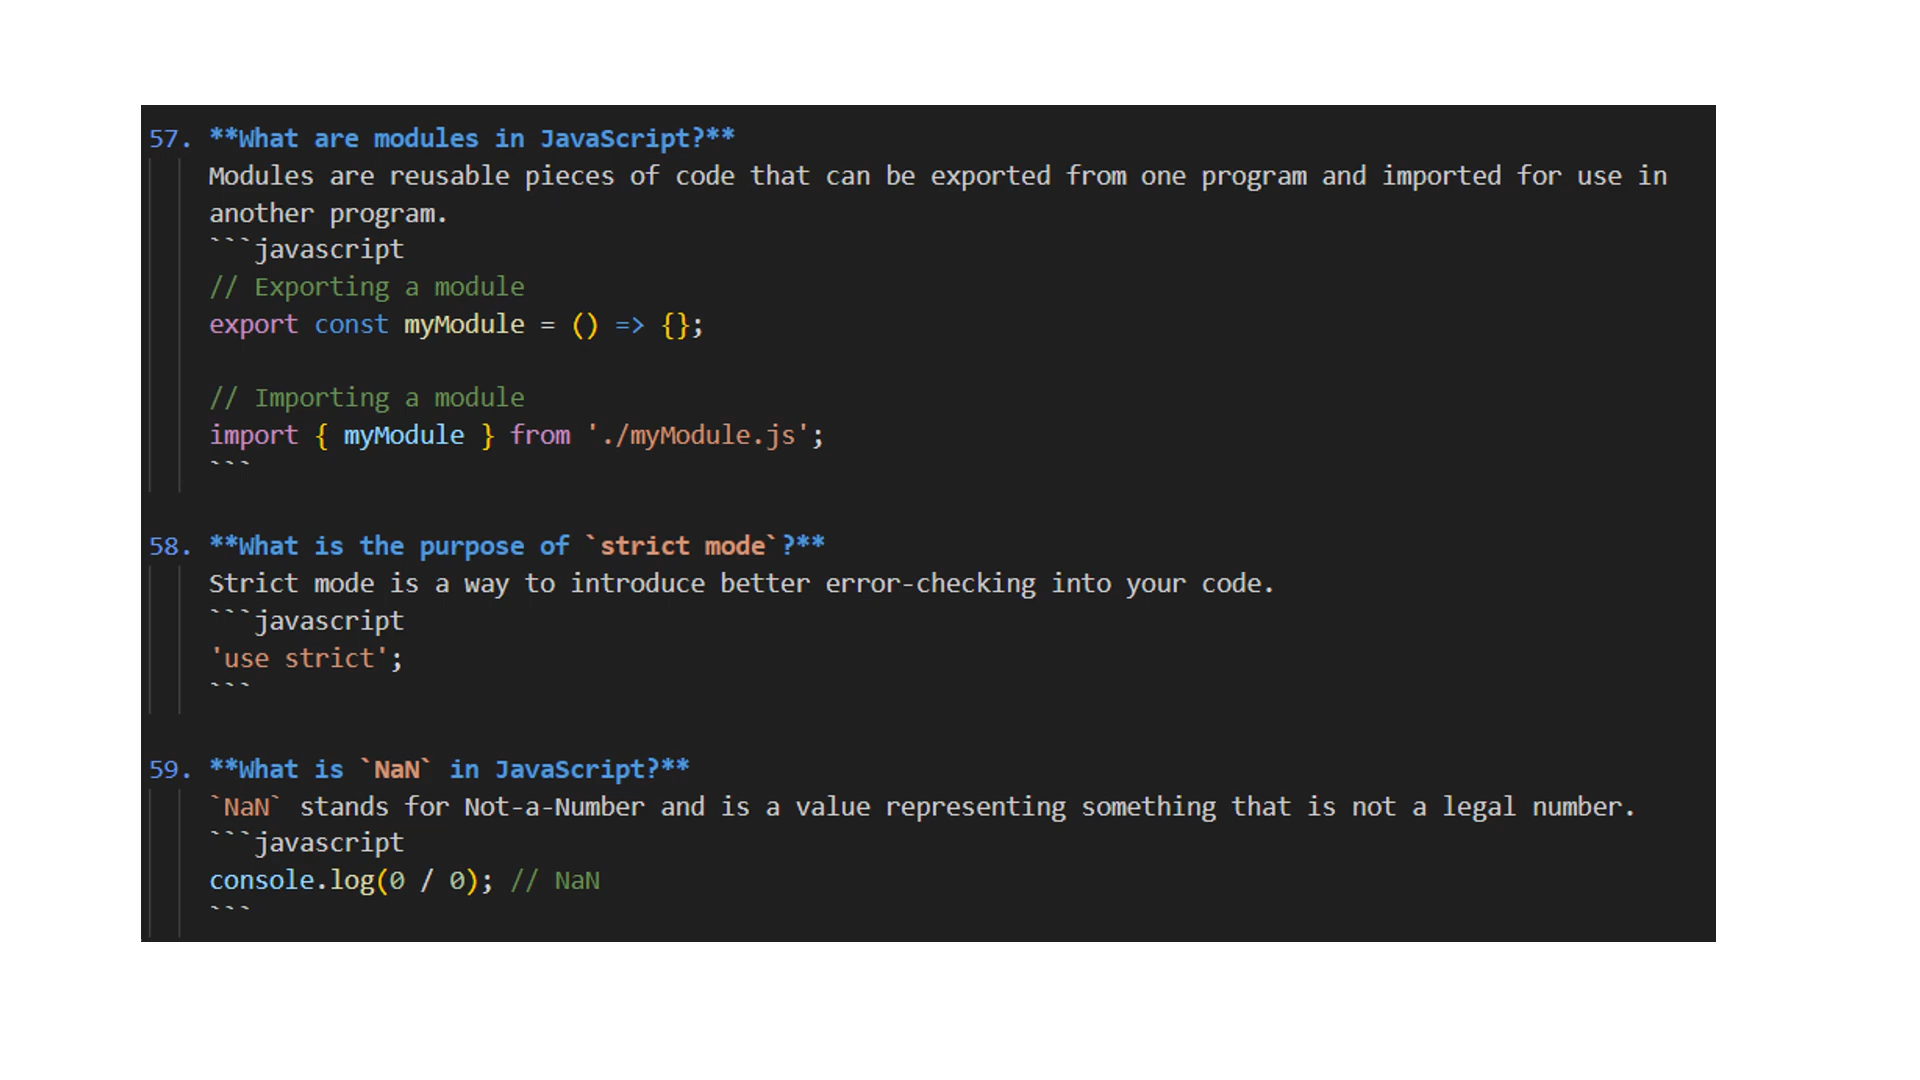 57. **What are modules in JavaScript?**
Modules are reusable pieces of code that can be exported from one program and imported for use in
another program.
```javascript
// Exporting a module
export const myModule = () => {};
// Importing a module
import { myModule } from './myModule.js';
```
58. **What is the purpose of `strict mode`?**
Strict mode is a way to introduce better error-checking into your code.
```javascript
'use strict';
```
59. **What is `NaN` in JavaScript?**
`NaN` stands for Not-a-Number and is a value representing something that is not a legal number.
```javascript
console.log(0 / 0); // NaN
```